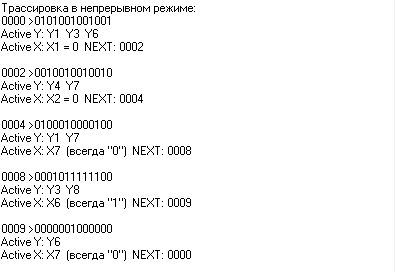 Трассировка в непрерывном режиме:
0000 >0101001001001
Active Y: Y1 Y3 Y6
Active X: X1 = 0 NEXT: 0002
0002 >0010010010010
Active Y: Y4 Y7
Active X: X2 = 0 NEXT: 0004
0004 >0100010000100
Active Y: Y1 Y7
Active X: X7 (всегда "0") NEXT: 0008
0008 >0001011111100
Active Y: Y3 Y8
Active X: X6 (всегда "1") NEXT: 0009
0009 >0000001000000
Active Y: Y6
Active X: X7 (всегда "0") NEXT: 0000